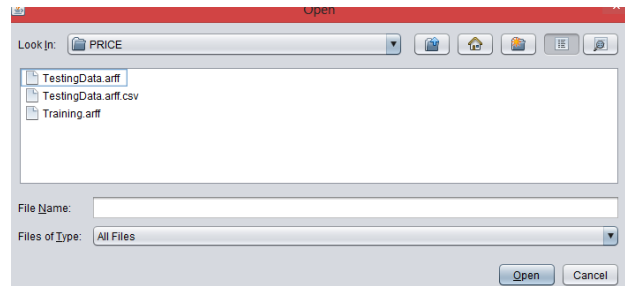 Open
Look In: PRICE
TestingData.arff
TestingData.arff.csv
Training.arff
File Name:
Files of Type: All Files
Open Cancel